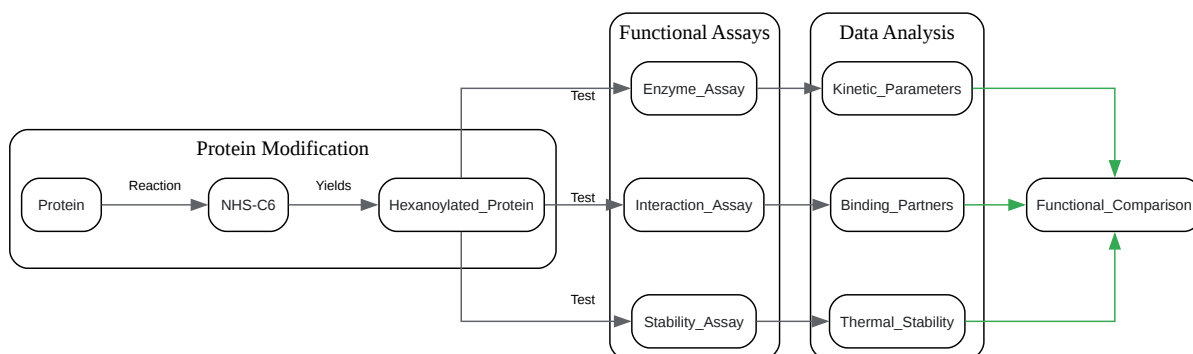 Functional Assays
Data Analysis
Enzyme_Assay
Kinetic_Parameters
Test
Protein Modification
Protein
Reaction
NHS-C6
Yields
Hexanoylated_Protein
Test
Interaction_Assay
Binding_Partners
Functional_Comparison
Test
Stability_Assay
Thermal_Stability